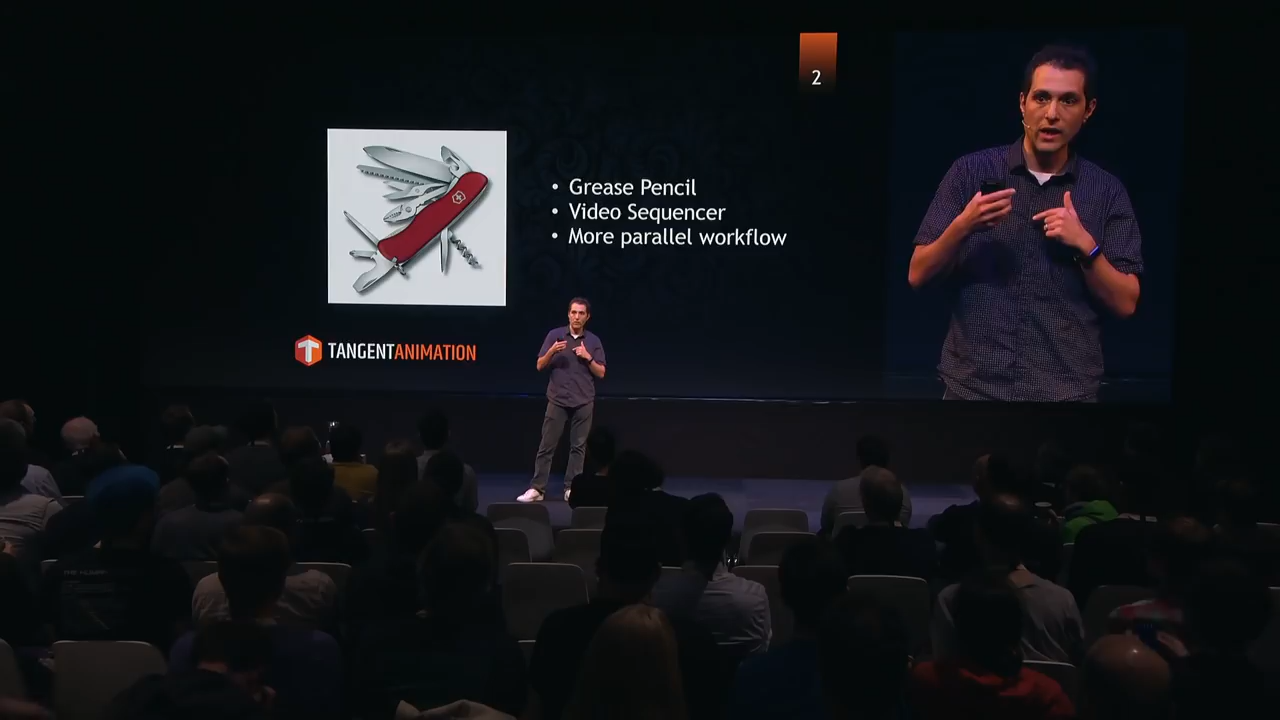 2
• Grease Pencil
• Video Sequencer
• More parallel workflow
TANGENTANIMATION